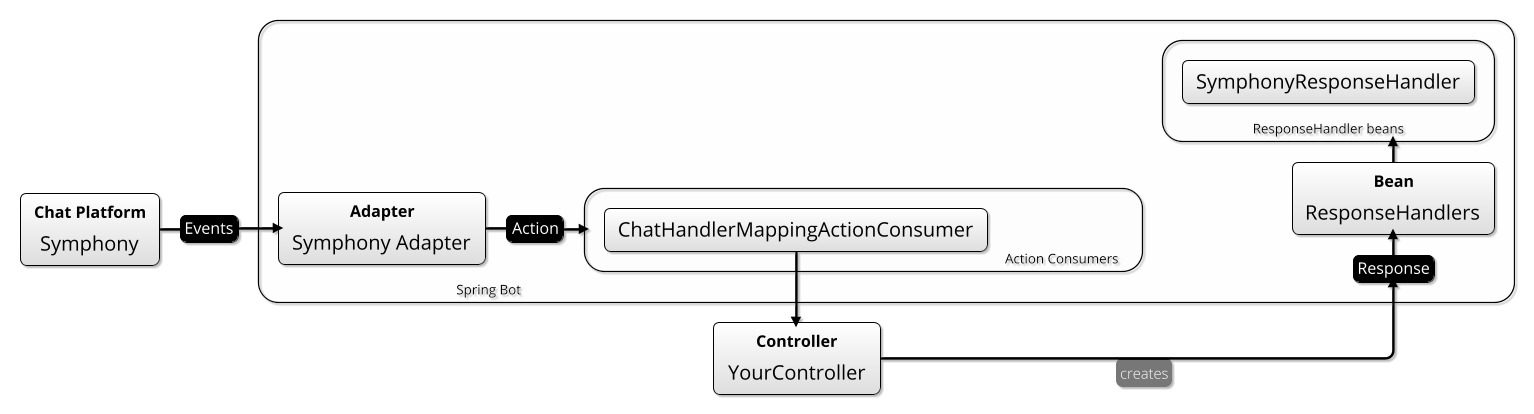 SymphonyResponseHandler
ResponseHandler beans
Chat Platform
Symphony
Events
Adapter
Symphony Adapter
Action
ChatHandlerMappingActionConsumer
Action Consumers
Bean
ResponseHandlers
Response
Spring Bot
Controller
YourController
creates